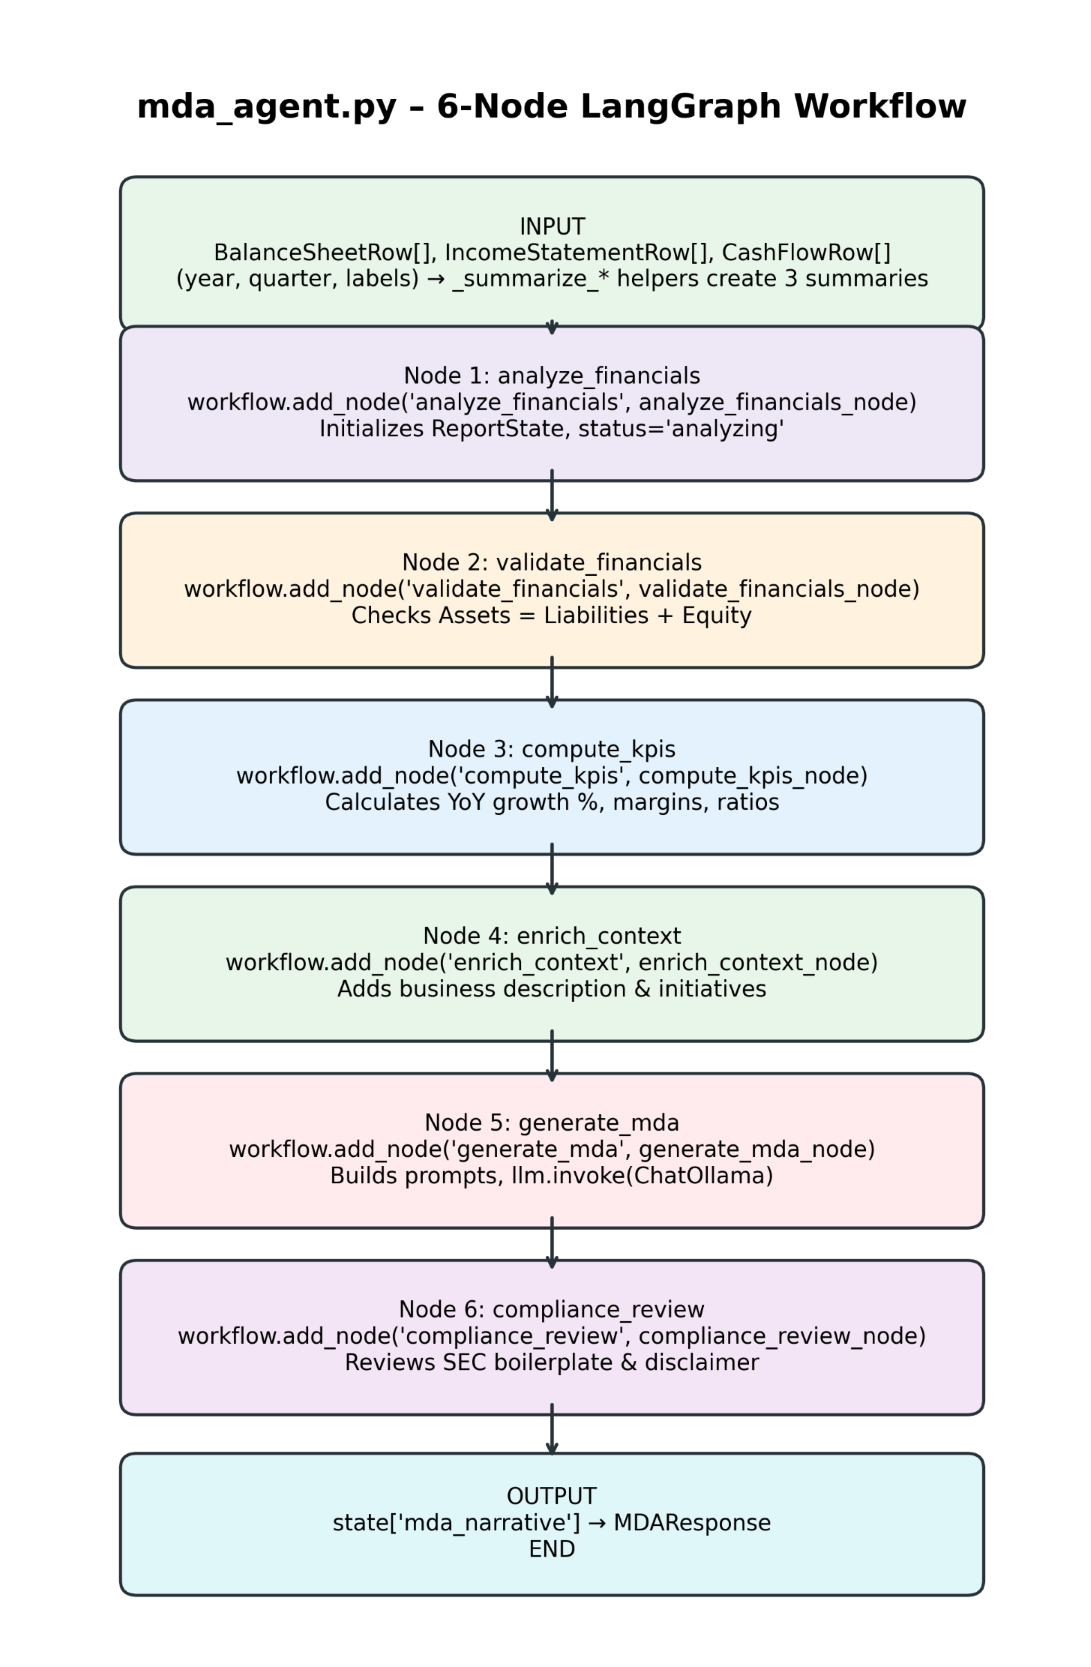 mda_agent.py – 6-Node LangGraph Workflow
INPUT
BalanceSheetRow[], IncomeStatementRow[], CashFlowRow[]
(year, quarter, labels) → _summarize_* helpers create 3 summaries
Node 1: analyze_financials
workflow.add_node('analyze_financials', analyze_financials_node)
Initializes ReportState, status='analyzing'
Node 2: validate_financials
workflow.add_node('validate_financials', validate_financials_node)
Checks Assets = Liabilities + Equity
Node 3: compute_kpis
workflow.add_node('compute_kpis', compute_kpis_node)
Calculates YoY growth %, margins, ratios
Node 4: enrich_context
workflow.add_node('enrich_context', enrich_context_node)
Adds business description & initiatives
Node 5: generate_mda
workflow.add_node('generate_mda', generate_mda_node)
Builds prompts, llm.invoke(ChatOllama)
Node 6: compliance_review
workflow.add_node('compliance_review', compliance_review_node)
Reviews SEC boilerplate & disclaimer
OUTPUT
state['mda_narrative'] → MDAResponse
END